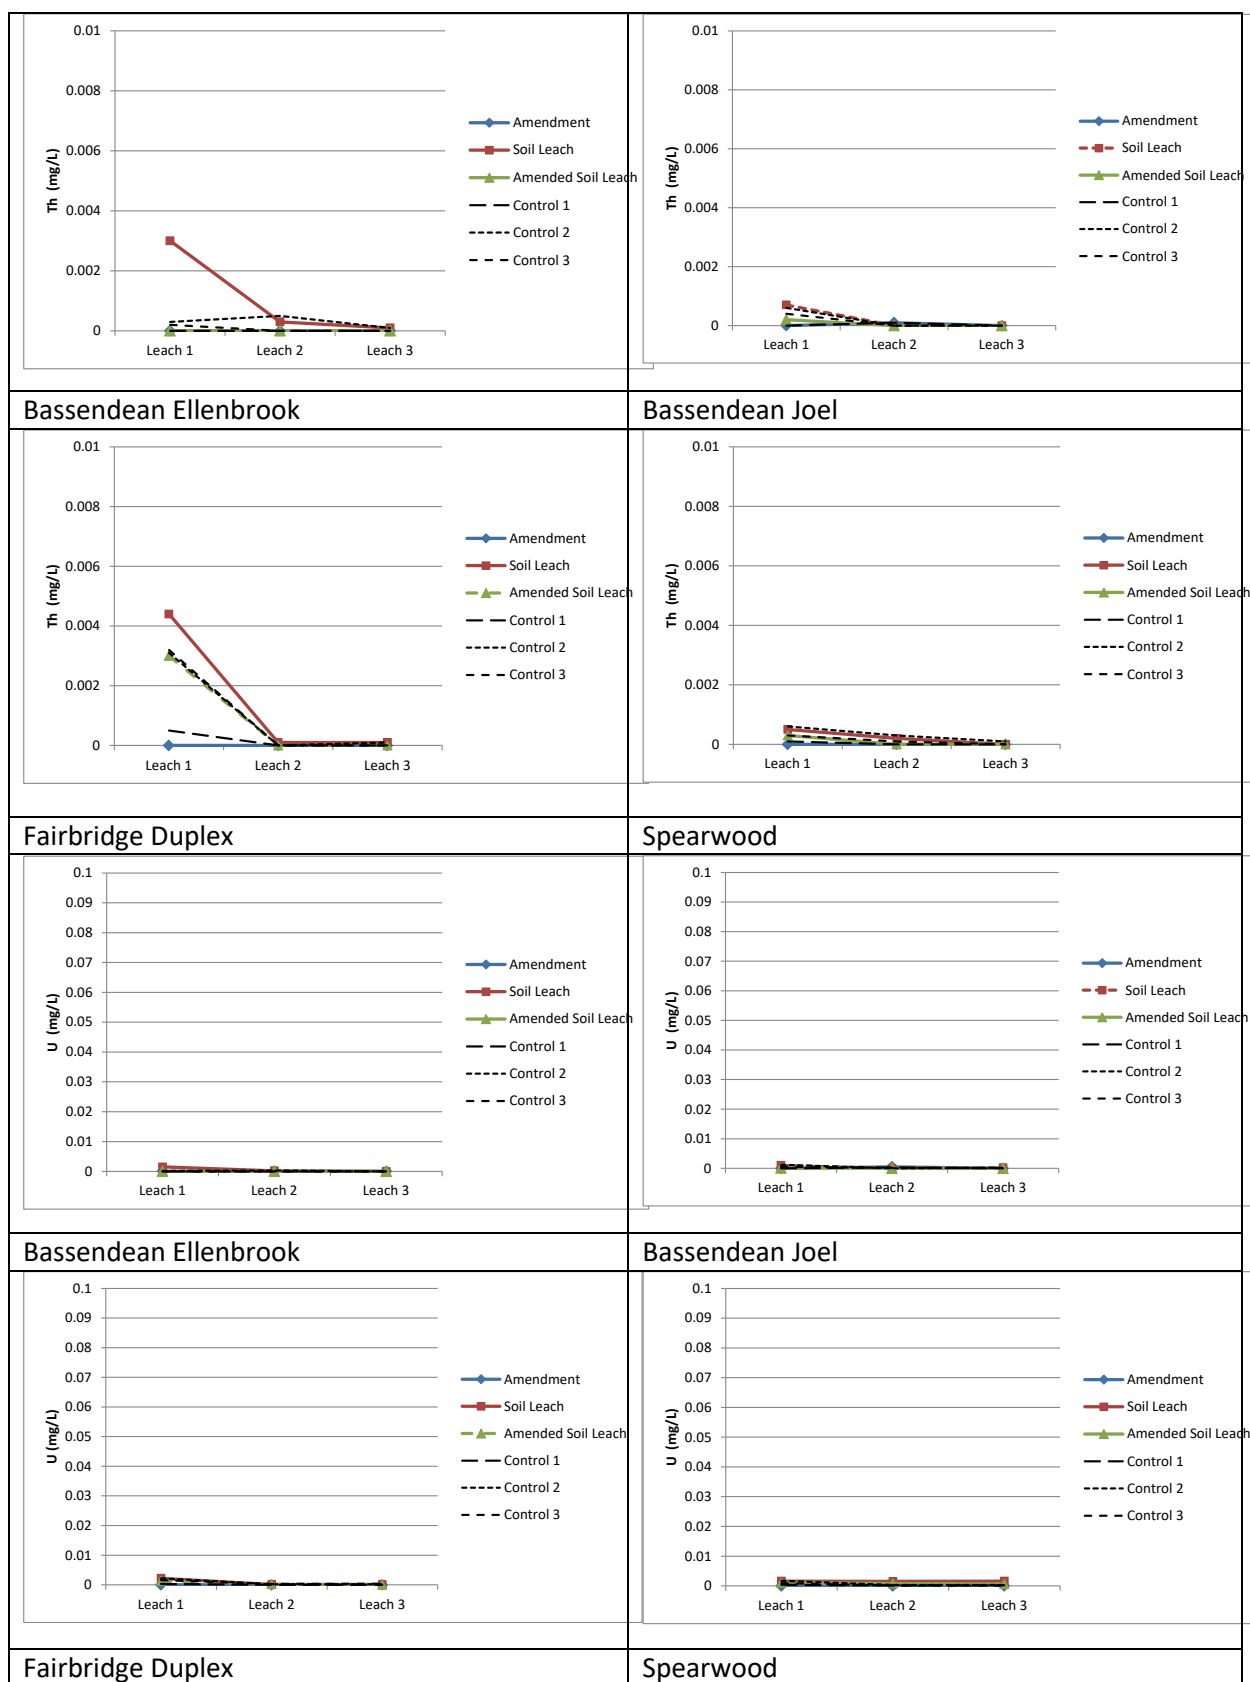 0.01
0.008
0.006
0.004
0.002
0
Th (mg/L)
Leach 1 Leach 2 Leach 3
Amendment
Soil Leach
Amended Soil Leach
Control 1
Control 2
Control 3
0.01
0.008
0.006
0.004
0.002
0
Th (mg/L)
Leach 1 Leach 2 Leach 3
Amendment
Soil Leach
Amended Soil Leach
Control 1
Control 2
Control 3
Bassendean Ellenbrook
Bassendean Joel
0.01
0.008
0.006
0.004
0.002
0
Th (mg/L)
Leach 1 Leach 2 Leach 3
Amendment
Soil Leach
Amended Soil Leach
Control 1
Control 2
Control 3
0.01
0.008
0.006
0.004
0.002
0
Th (mg/L)
Leach 1 Leach 2 Leach 3
Amendment
Soil Leach
Amended Soil Leach
Control 1
Control 2
Control 3
Fairbridge Duplex
Spearwood
0.1
0.09
0.08
0.07
0.06
0.05
0.04
0.03
0.02
0.01
0
U (mg/L)
Leach 1 Leach 2 Leach 3
Amendment
Soil Leach
Amended Soil Leach
Control 1
Control 2
Control 3
0.1
0.09
0.08
0.07
0.06
0.05
0.04
0.03
0.02
0.01
0
U (mg/L)
Leach 1 Leach 2 Leach 3
Amendment
Soil Leach
Amended Soil Leach
Control 1
Control 2
Control 3
Bassendean Ellenbrook
Bassendean Joel
0.1
0.09
0.08
0.07
0.06
0.05
0.04
0.03
0.02
0.01
0
U (mg/L)
Leach 1 Leach 2 Leach 3
Amendment
Soil Leach
Amended Soil Leach
Control 1
Control 2
Control 3
0.1
0.09
0.08
0.07
0.06
0.05
0.04
0.03
0.02
0.01
0
U (mg/L)
Leach 1 Leach 2 Leach 3
Amendment
Soil Leach
Amended Soil Leach
Control 1
Control 2
Control 3
Fairbridge Duplex
Spearwood